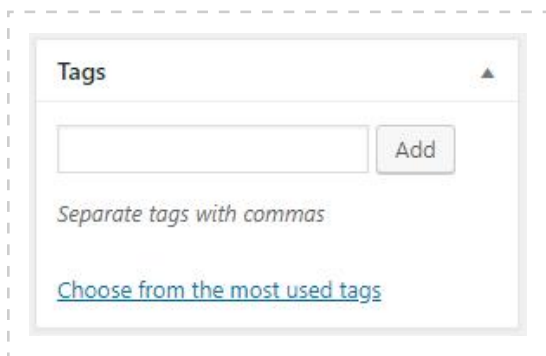 Tags
Add
Separate tags with commas
Choose from the most used tags